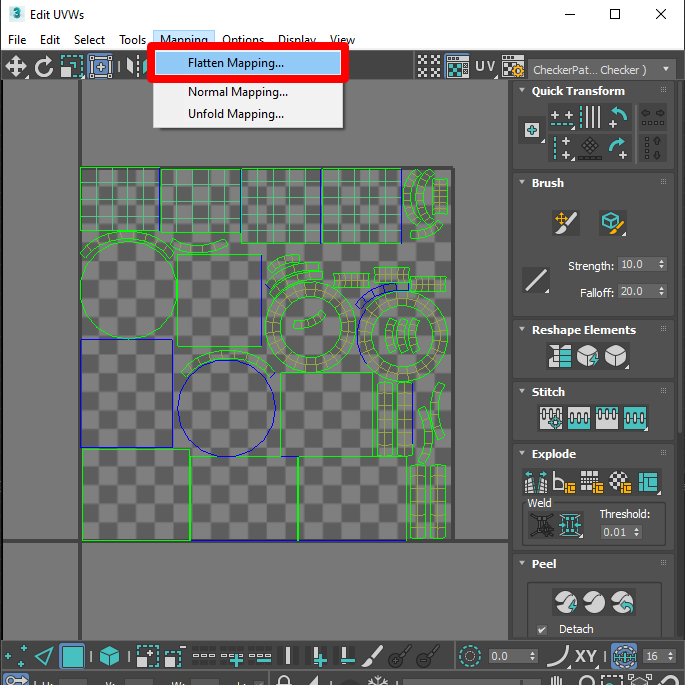 3 Edit UVWs
File Edit Select Tools Mapping Options Display View
Flatten Mapping...
Normal Mapping...
Unfold Mapping...
UV
CheckerPat... Checker )
Quick Transform
Brush
Strength: 10.0
Falloff: 20.0
Reshape Elements
Stitch
Explode
Weld
Threshold:
0.01
Peel
Detach
0.0
XY
16